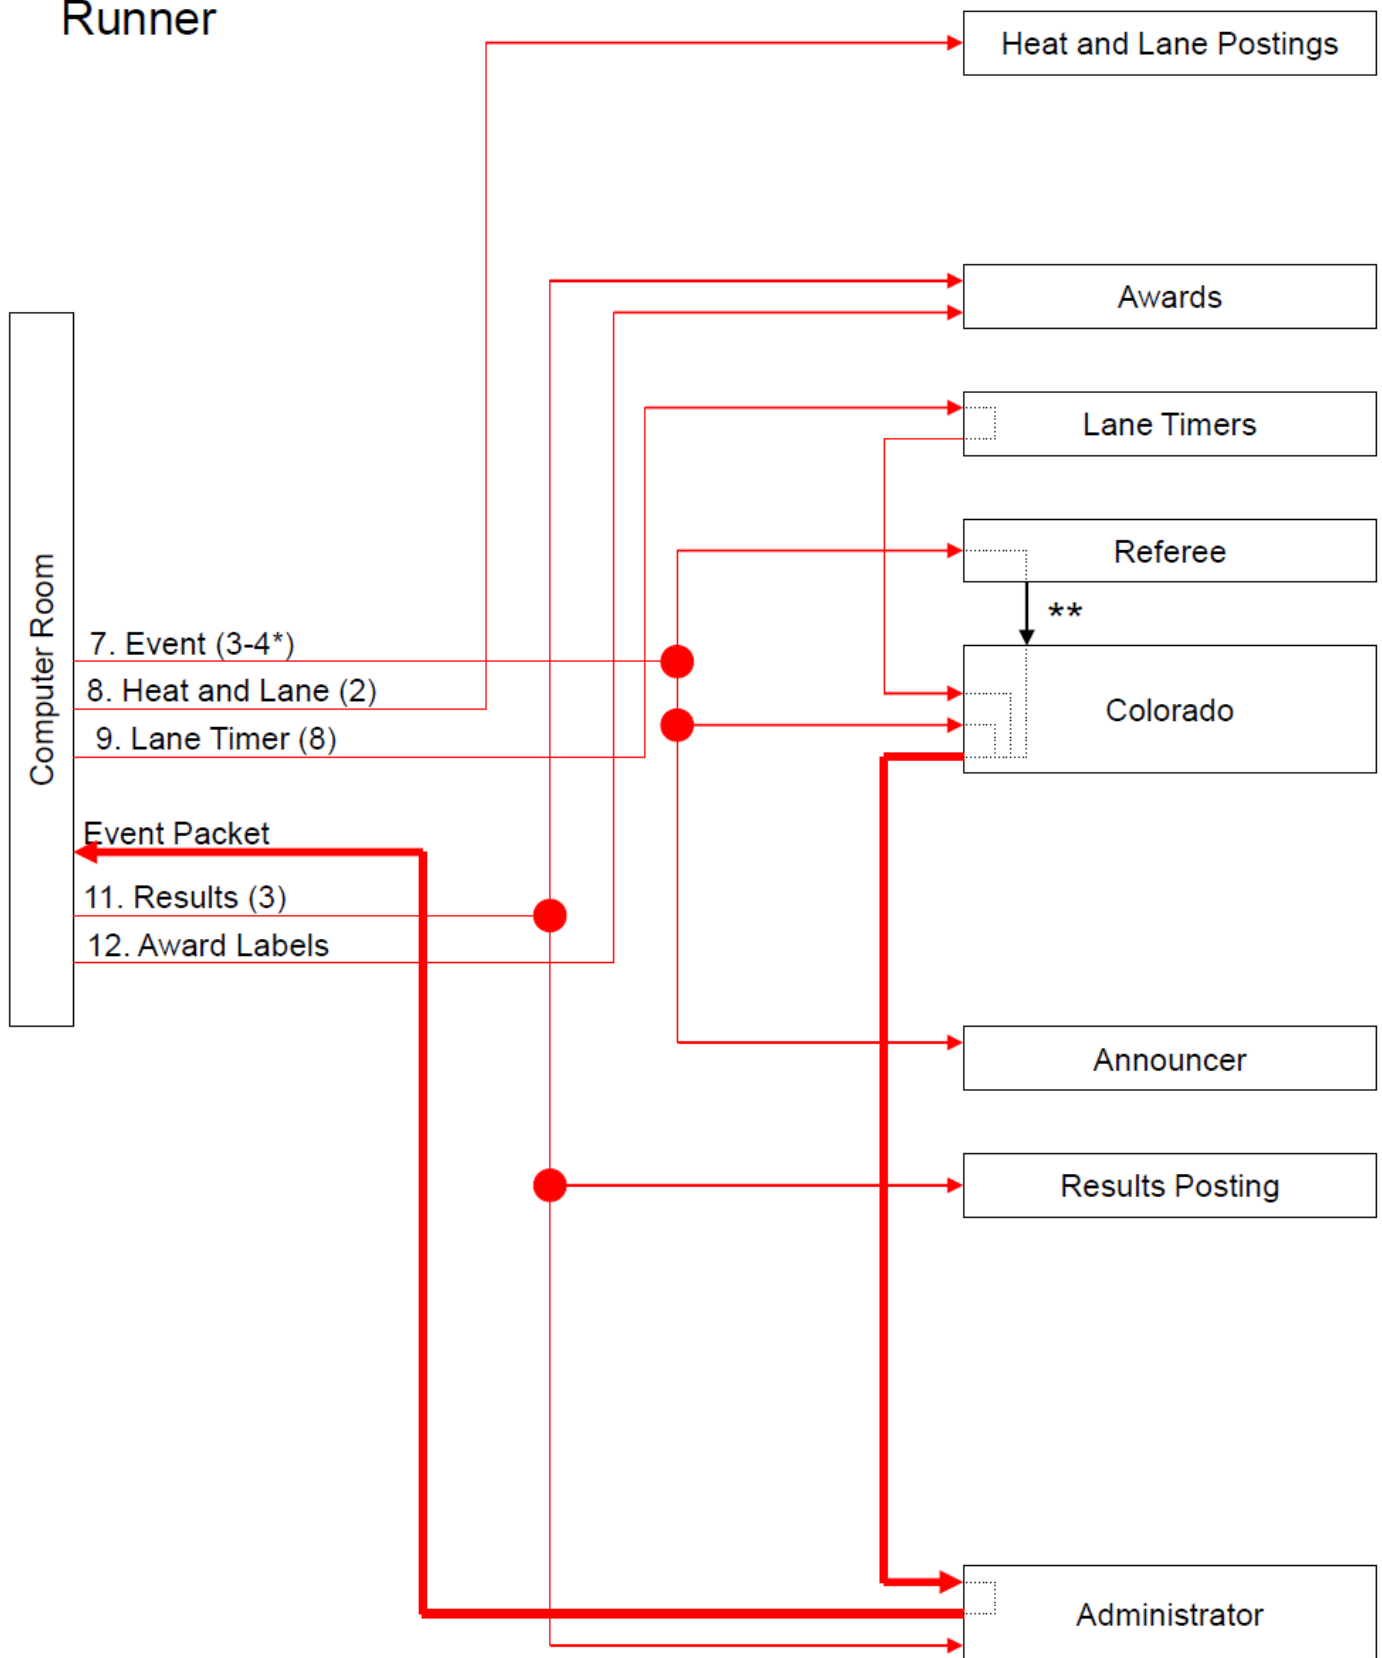 Runner
Heat and Lane Postings
Awards
Lane Timers
Referee
**
Computer Room
7. Event (3-4*)
8. Heat and Lane (2)
9. Lane Timer (8)
Colorado
Event Packet
11. Results (3)
12. Award Labels
Announcer
Results Posting
Administrator